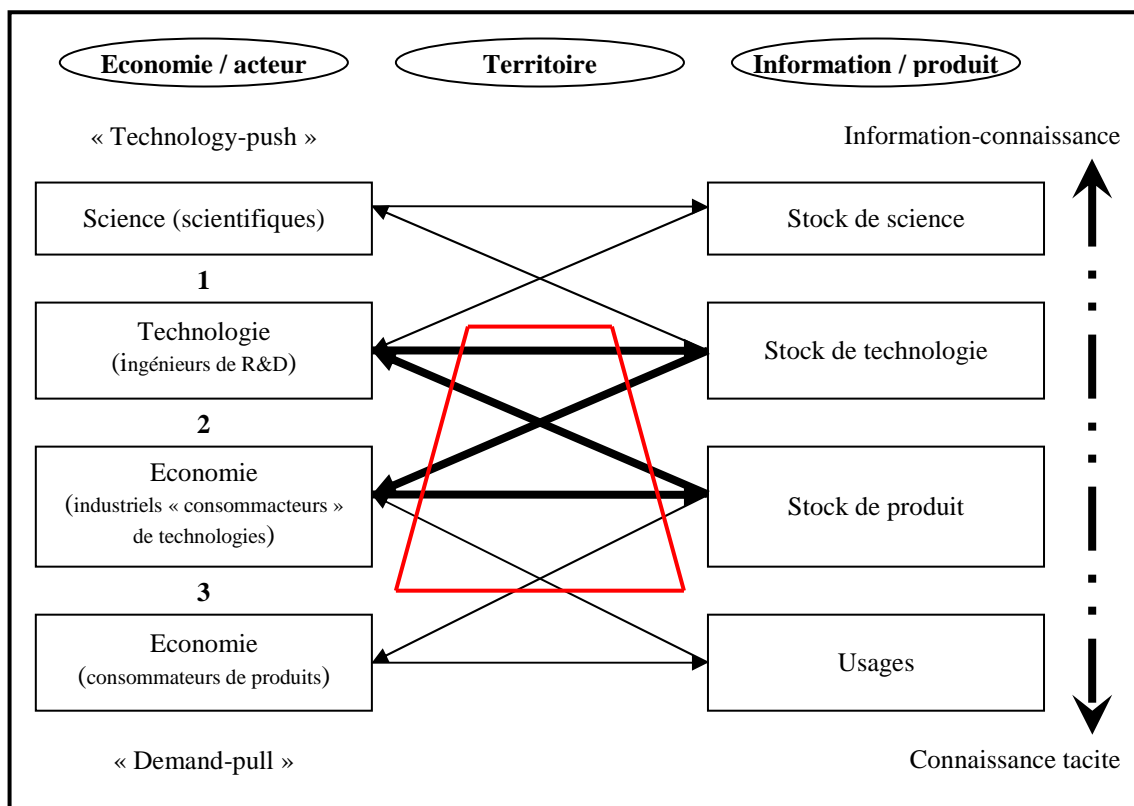 Economie / acteur
Territoire
Information / produit
« Technology-push »
Information-connaissance
Science (scientifiques)
Stock de science
1
Technologie
(ingénieurs de R&D)
Stock de technologie
2
Economie
(industriels « consommacteurs »
de technologies)
Stock de produit
3
Economie
(consommateurs de produits)
Usages
« Demand-pull »
Connaissance tacite